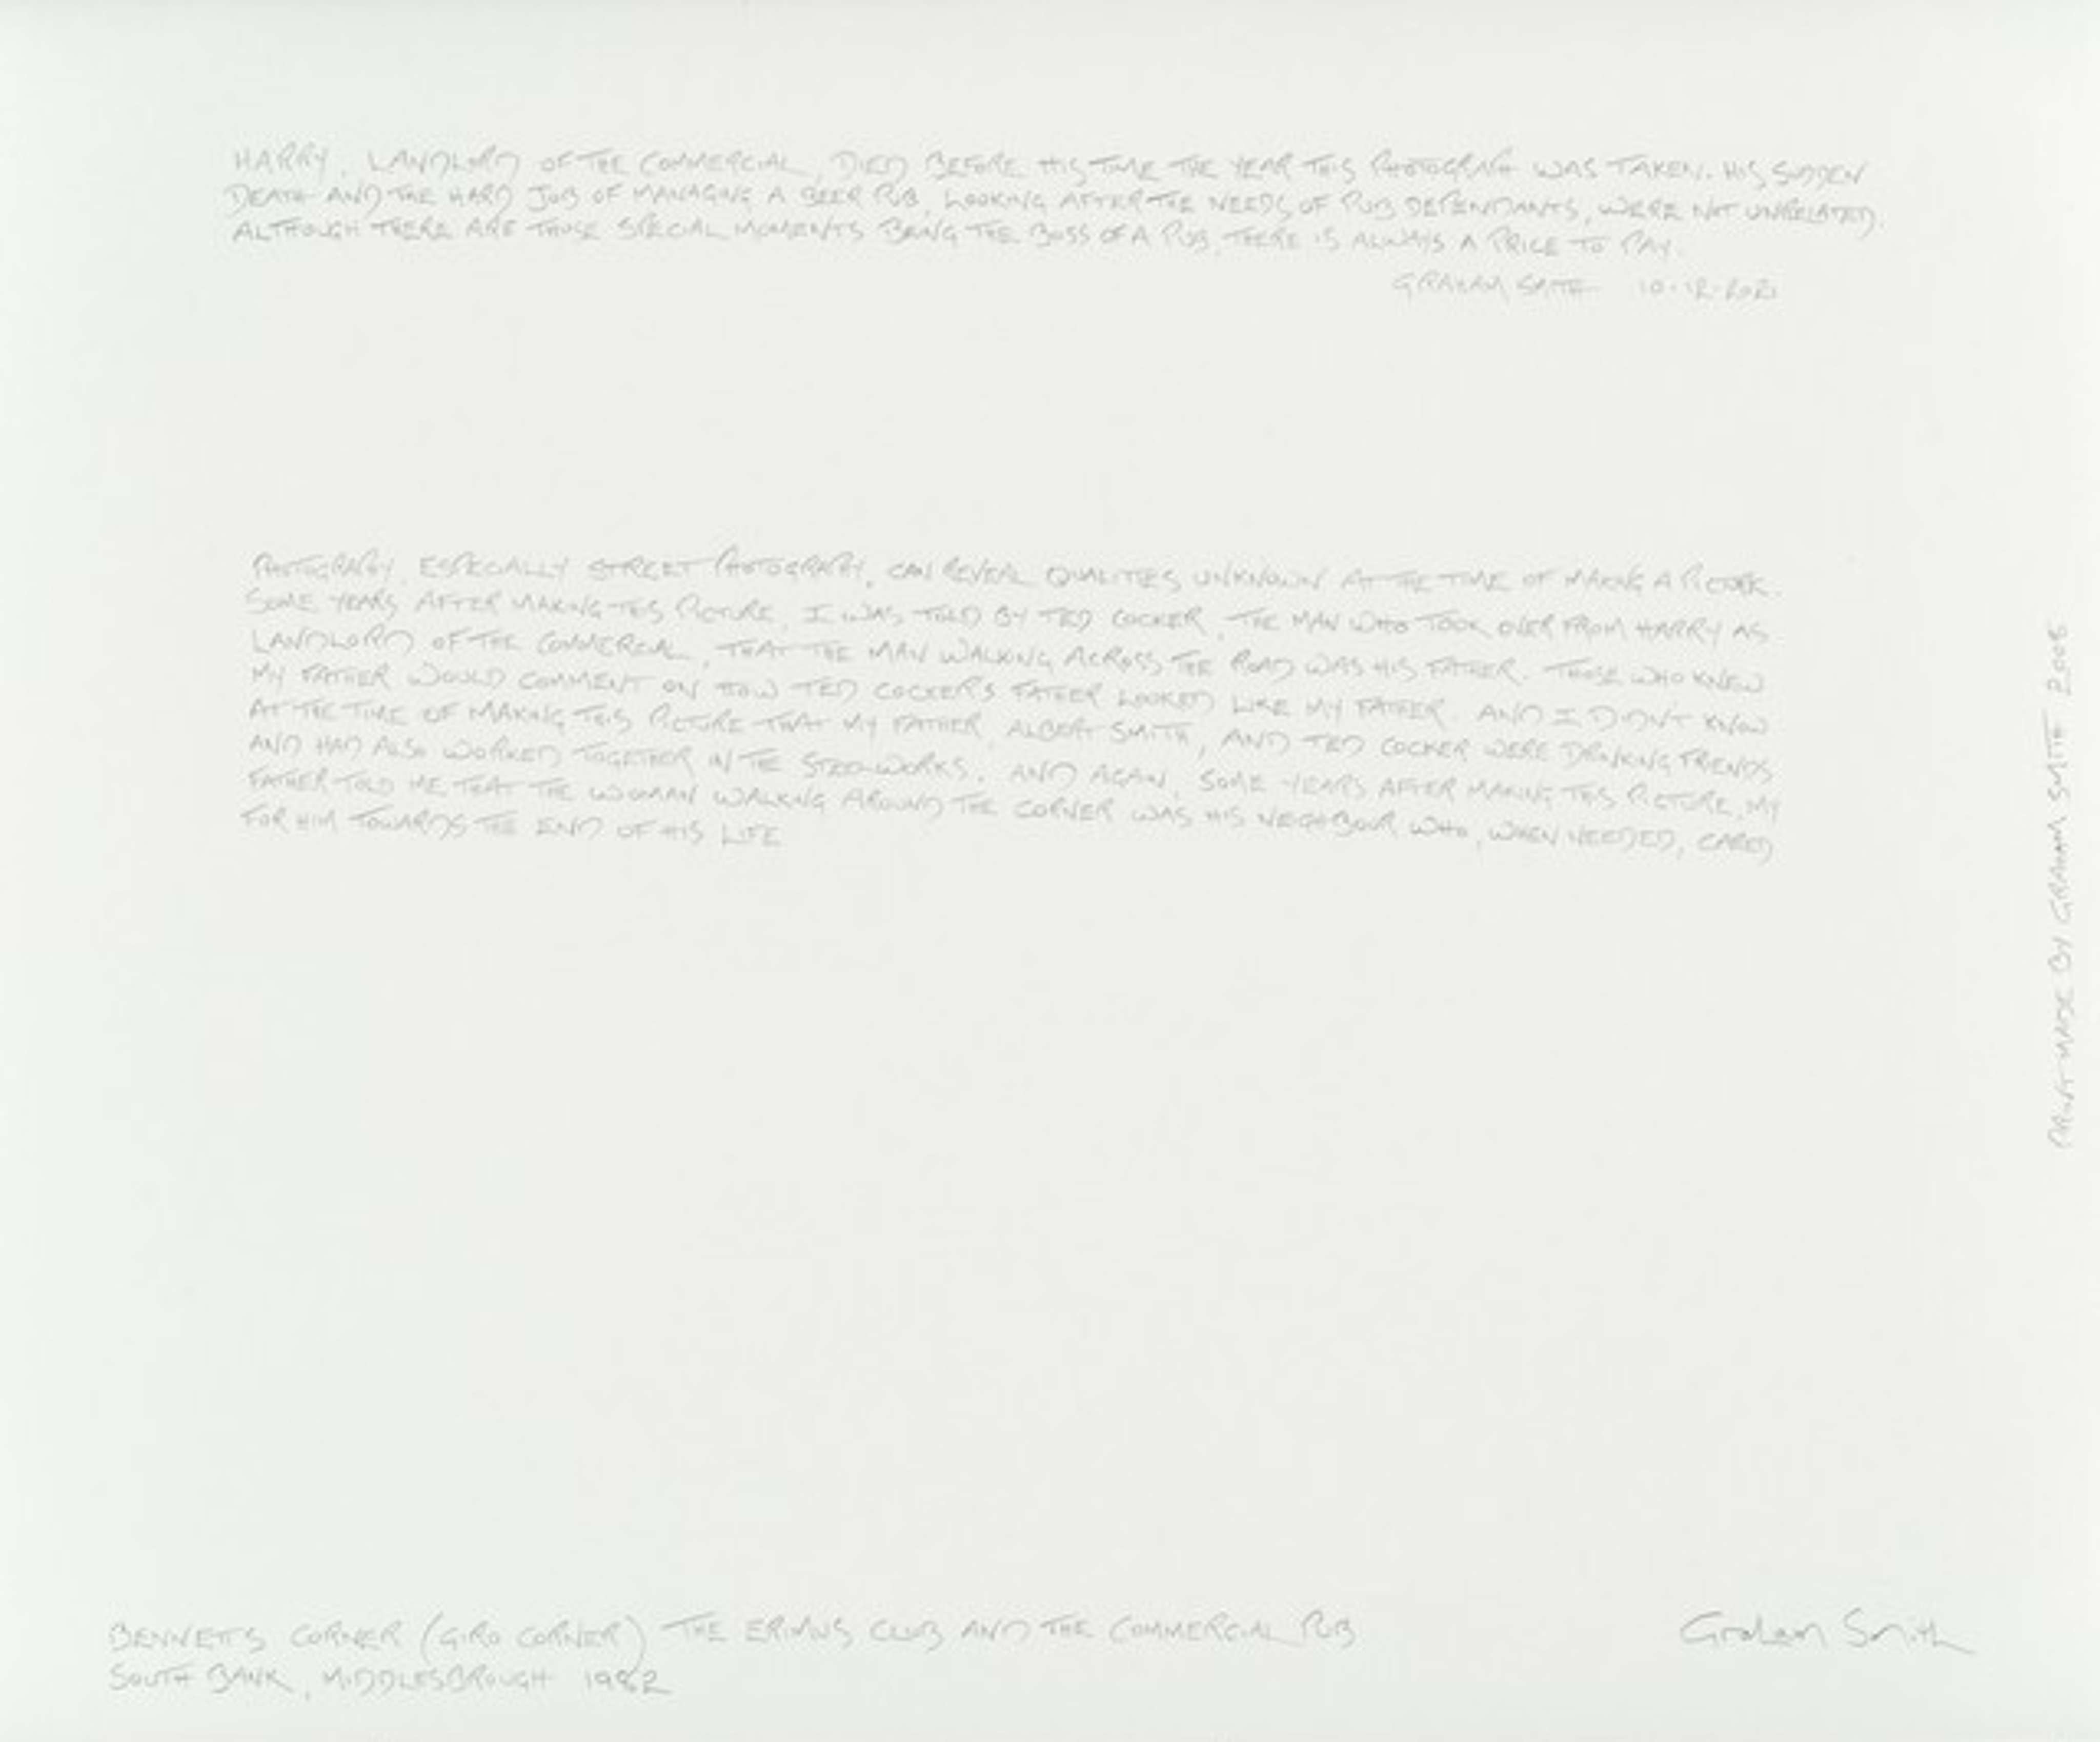 HARRY, LANDLORD OF THE COMMERCIAL, DIED BEFORE HIS TIME THE YEAR THIS PHOTOGRAPH WAS TAKEN. HIS SUDDEN
DEATH AND THE HARD JOB OF MANAGING A BEER PUB, LOOKING AFTER THE NEEDS OF PUB DEPENDANTS, WERE NOT UNRELATED.
ALTHOUGH THERE ARE THOSE SPECIAL MOMENTS BEING THE BOSS OF A PUB, THERE IS ALWAYS A PRICE TO PAY.
GRAHAM SMITH 10.12.2021
PHOTOGRAPHY, ESPECIALLY STREET PHOTOGRAPHY, CAN REVEAL QUALITIES UNKNOWN AT THE TIME OF MAKING A PICTURE.
SOME YEARS AFTER MAKING THIS PICTURE, I WAS TOLD BY TED COCKER, THE MAN WHO TOOK OVER FROM HARRY AS
LANDLORD OF THE COMMERCIAL, THAT THE MAN WALKING ACROSS THE ROAD WAS HIS FATHER. THOSE WHO KNEW
MY FATHER WOULD COMMENT ON HOW TED COCKER'S FATHER LOOKED LIKE MY FATHER. AND I DIDN'T KNOW
AT THE TIME OF MAKING THIS PICTURE THAT MY FATHER, ALBERT SMITH, AND TED COCKER WERE DRINKING FRIENDS
AND HAD ALSO WORKED TOGETHER IN THE STEELWORKS. AND AGAIN, SOME YEARS AFTER MAKING THIS PICTURE, MY
FATHER TOLD ME THAT THE WOMAN WALKING AROUND THE CORNER WAS HIS NEIGHBOUR WHO, WHEN NEEDED, CARED
FOR HIM TOWARDS THE END OF HIS LIFE
PRINT MADE BY GRAHAM SMITH 2008
BENNETTS CORNER (GIRO CORNER) THE ERIMUS CLUB AND THE COMMERCIAL PUB
SOUTH BANK, MIDDLESBROUGH 1982
Graham Smith